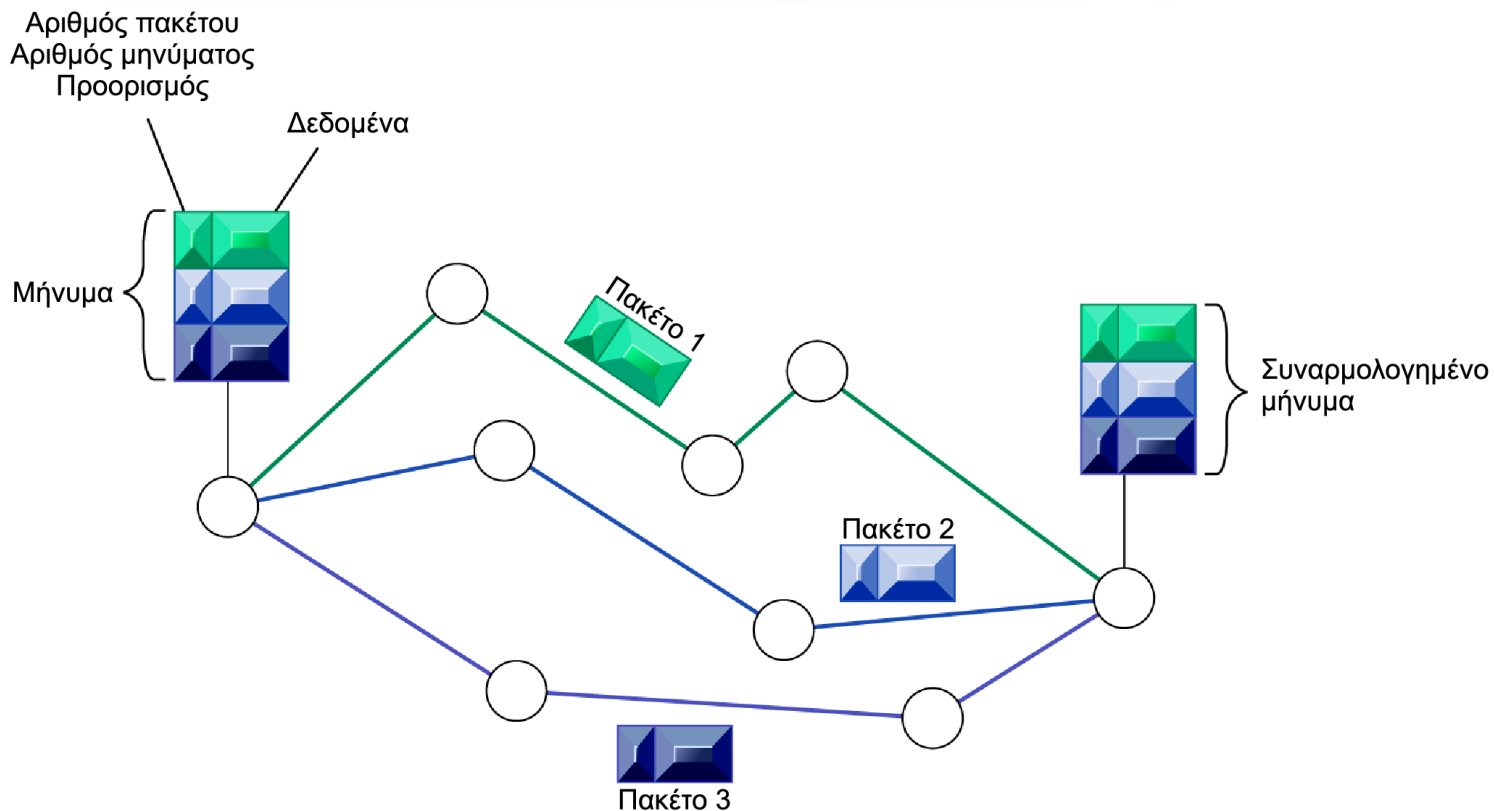 Αριθμός πακέτου
Αριθμός μηνύματος
Προορισμός
Δεδομένα
Μήνυμα
Πακέτο 1
Πακέτο 2
Πακέτο 3
Συναρμολογημένο
μήνυμα